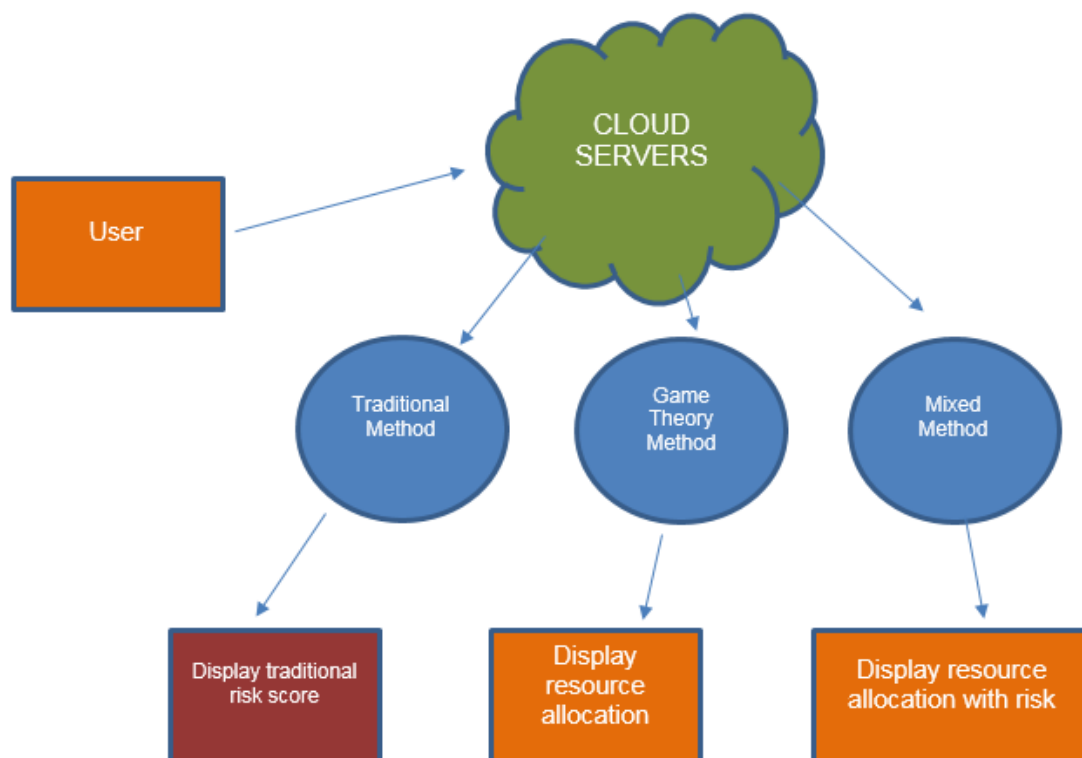 CLOUD
SERVERS
User
Traditional
Method
Game
Theory
Method
Mixed
Method
Display traditional
risk score
Display
resource
allocation
Display resource
allocation with risk